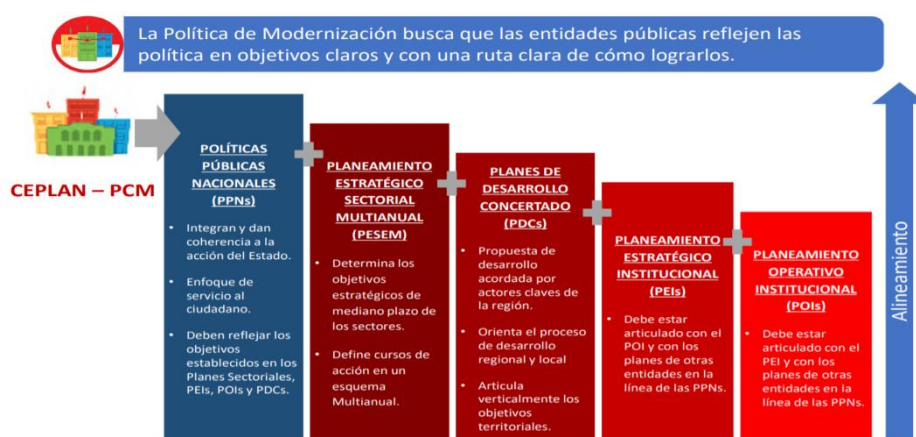 La Política de Modernización busca que las entidades públicas reflejen las
política en objetivos claros y con una ruta clara de cómo lograrlos.
CEPLAN – PCM
POLÍTICAS
PÚBLICAS
NACIONALES
(PPNs)
• Integran y dan
coherencia a la
acción del Estado.
• Enfoque de
servicio al
ciudadano.
• Deben reflejar los
objetivos
establecidos en los
Planes Sectoriales,
PEIs, POIs y PDCs.
PLANEAMIENTO
ESTRATÉGICO
SECTORIAL
MULTIANUAL
(PESEM)
• Determina los
objetivos
estratégicos de
mediano plazo de
los sectores.
• Define cursos de
acción en un
esquema
Multianual.
PLANES DE
DESARROLLO
CONCERTADO
(PDCs)
• Propuesta de
desarrollo
acordada por
actores claves de
la región.
• Orienta el proceso
de desarrollo
regional y local
• Articula
verticalmente los
objetivos
territoriales.
PLANEAMIENTO
ESTRATÉGICO
INSTITUCIONAL
(PEIs)
• Debe estar
articulado con el
POI y con los
planes de otras
entidades en la
línea de las PPNs.
PLANEAMIENTO
OPERATIVO
INSTITUCIONAL
(POIs)
• Debe estar
articulado con el
PEI y con los
planes de otras
entidades en la
línea de las PPNs.
Alineamiento